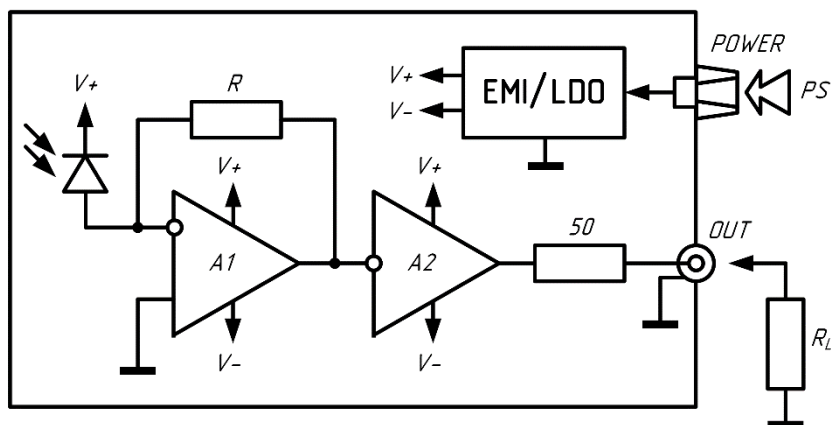 POWER
V+
R
V+
EMI/LDO
PS
V-
V+
V+
50
OUT
A1
A2
V-
V-
RL